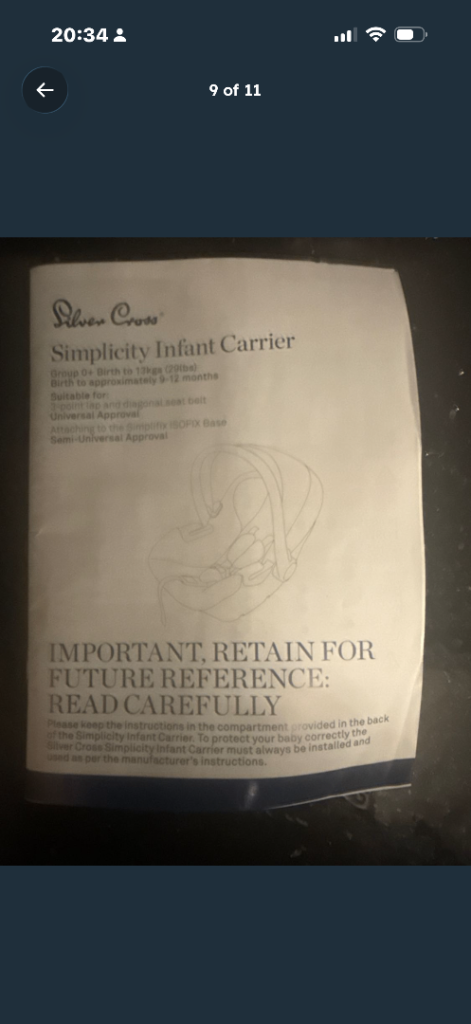 20:34
9 of 11
Silver Cross
Simplicity Infant Carrier
Group 0+ Birth to 13kgs (29lbs)
Birth to approximately 9-12 months
Suitable for:
3 point lap and diagonal seat belt
Universal Approval
Attaching to the Simplifix ISOFIX Base
Semi-Universal Approval
IMPORTANT, RETAIN FOR
FUTURE REFERENCE:
READ CAREFULLY
Please keep the instructions in the compartment provided in the back
of the Simplicity Infant Carrier. To protect your baby correctly the
Silver Cross Simplicity Infant Carrier must always be installed and
used as per the manufacturer's instructions.